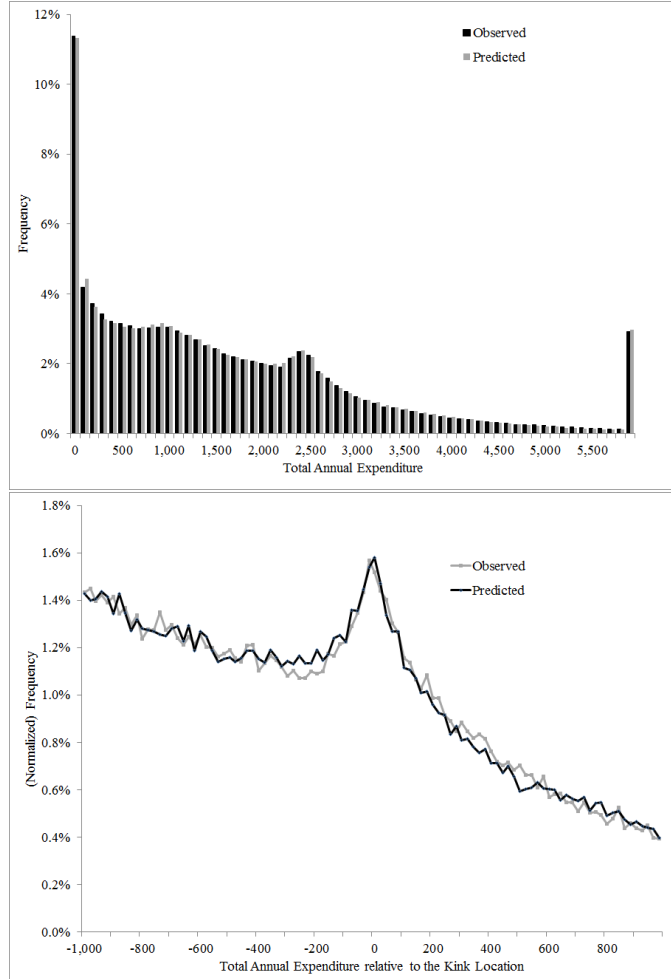 12%
10%
8%
6%
4%
2%
0%
Frequency
Observed
Predicted
0 500 1,000 1,500 2,000 2,500 3,000 3,500 4,000 4,500 5,000 5,500
Total Annual Expenditure
1.8%
1.6%
1.4%
1.2%
1.0%
0.8%
0.6%
0.4%
0.2%
0.0%
(Normalized) Frequency
Observed
Predicted
-1,000 -800 -600 -400 -200 0 200 400 600 800
Total Annual Expenditure relative to the Kink Location